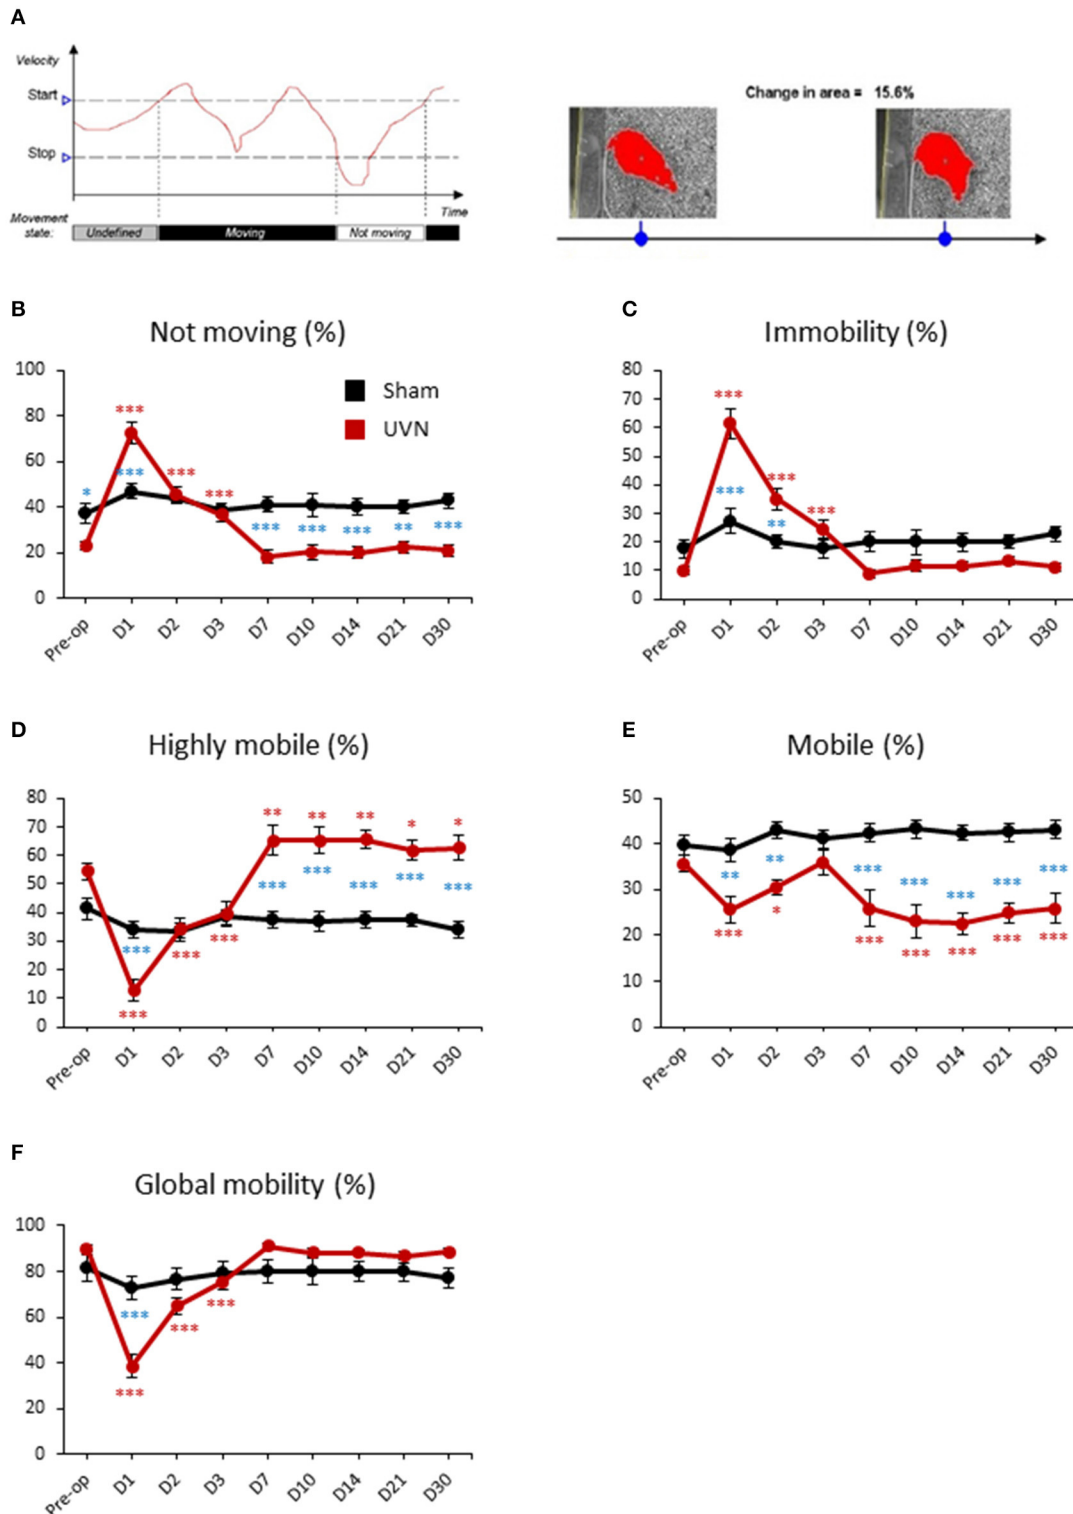 A
Velocity
Start
Stop
Time
Movement state:
Undefined Moving Not moving
Change in area = 15.6%
B
Not moving (%)
100
80
60
40
20
0
Sham
UVN
***
***
*
***
***
*** *** *** ** ***
Pre-op D1 D2 D3 D7 D10 D14 D21 D30
C
Immobility (%)
80
70
60
50
40
30
20
10
0
***
***
***
**
***
Pre-op D1 D2 D3 D7 D10 D14 D21 D30
D
Highly mobile (%)
80
70
60
50
40
30
20
10
0
** ** ** * *
*** *** *** *** ***
***
***
***
***
Pre-op D1 D2 D3 D7 D10 D14 D21 D30
E
Mobile (%)
50
40
30
20
10
0
** ** *** *** *** *** ***
*** * *** *** *** *** ***
Pre-op D1 D2 D3 D7 D10 D14 D21 D30
F
Global mobility (%)
100
80
60
40
20
0
***
***
***
***
Pre-op D1 D2 D3 D7 D10 D14 D21 D30